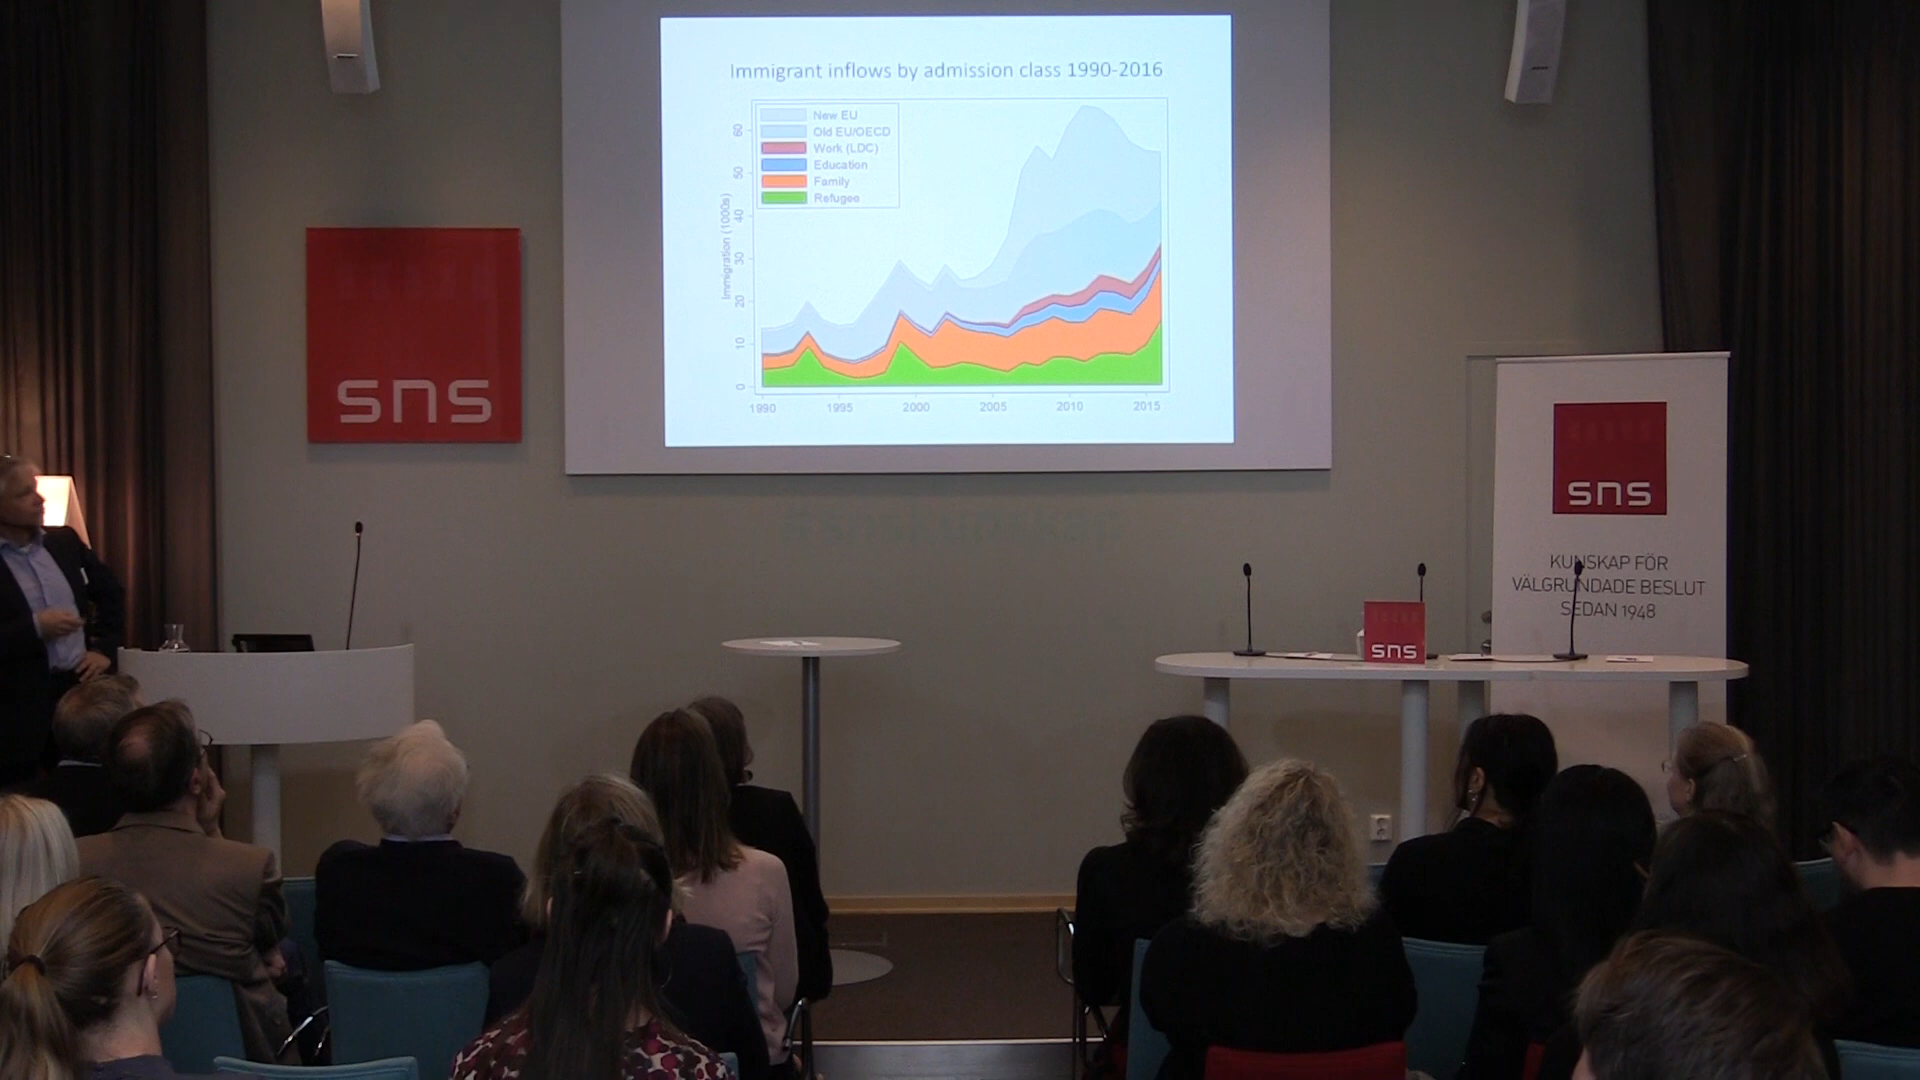 Immigrant inflows by admission class 1990-2016
New EU
Old EU/OECD
Work (LDC)
Education
Family
Refugee
Immigration (1000s)
60
50
40
30
20
10
0
1990
1995
2000
2005
2010
2015
sns
sns
KUNSKAP FÖR
VÄLGRUNDADE BESLUT
SEDAN 1948
sns